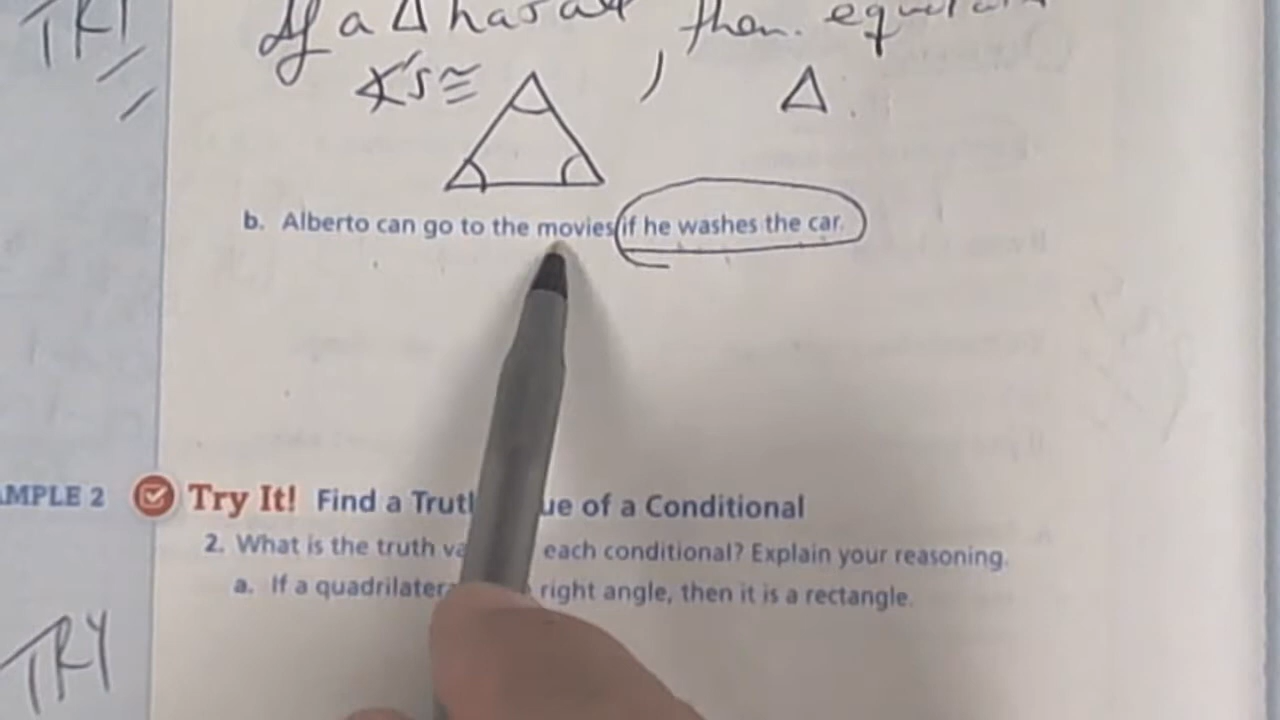 TRY
If a Δ has all then. equilat
∡'s ≅ , Δ.
b. Alberto can go to the movies if he washes the car.
MPLE 2 Try It! Find a Trut ue of a Conditional
2. What is the truth va each conditional? Explain your reasoning.
a. If a quadrilater right angle, then it is a rectangle.
TRY